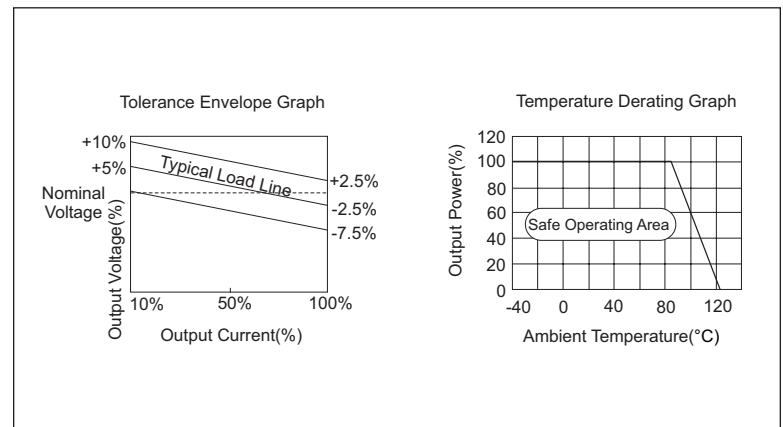 Tolerance Envelope Graph
+10%
+5%
Nominal
Voltage
Output Voltage(%)
Typical Load Line
+2.5%
-2.5%
-7.5%
10%
50%
100%
Output Current(%)
Temperature Derating Graph
Output Power(%)
120
100
80
60
40
20
0
Safe Operating Area
-40
0
40
80
120
Ambient Temperature(°C)